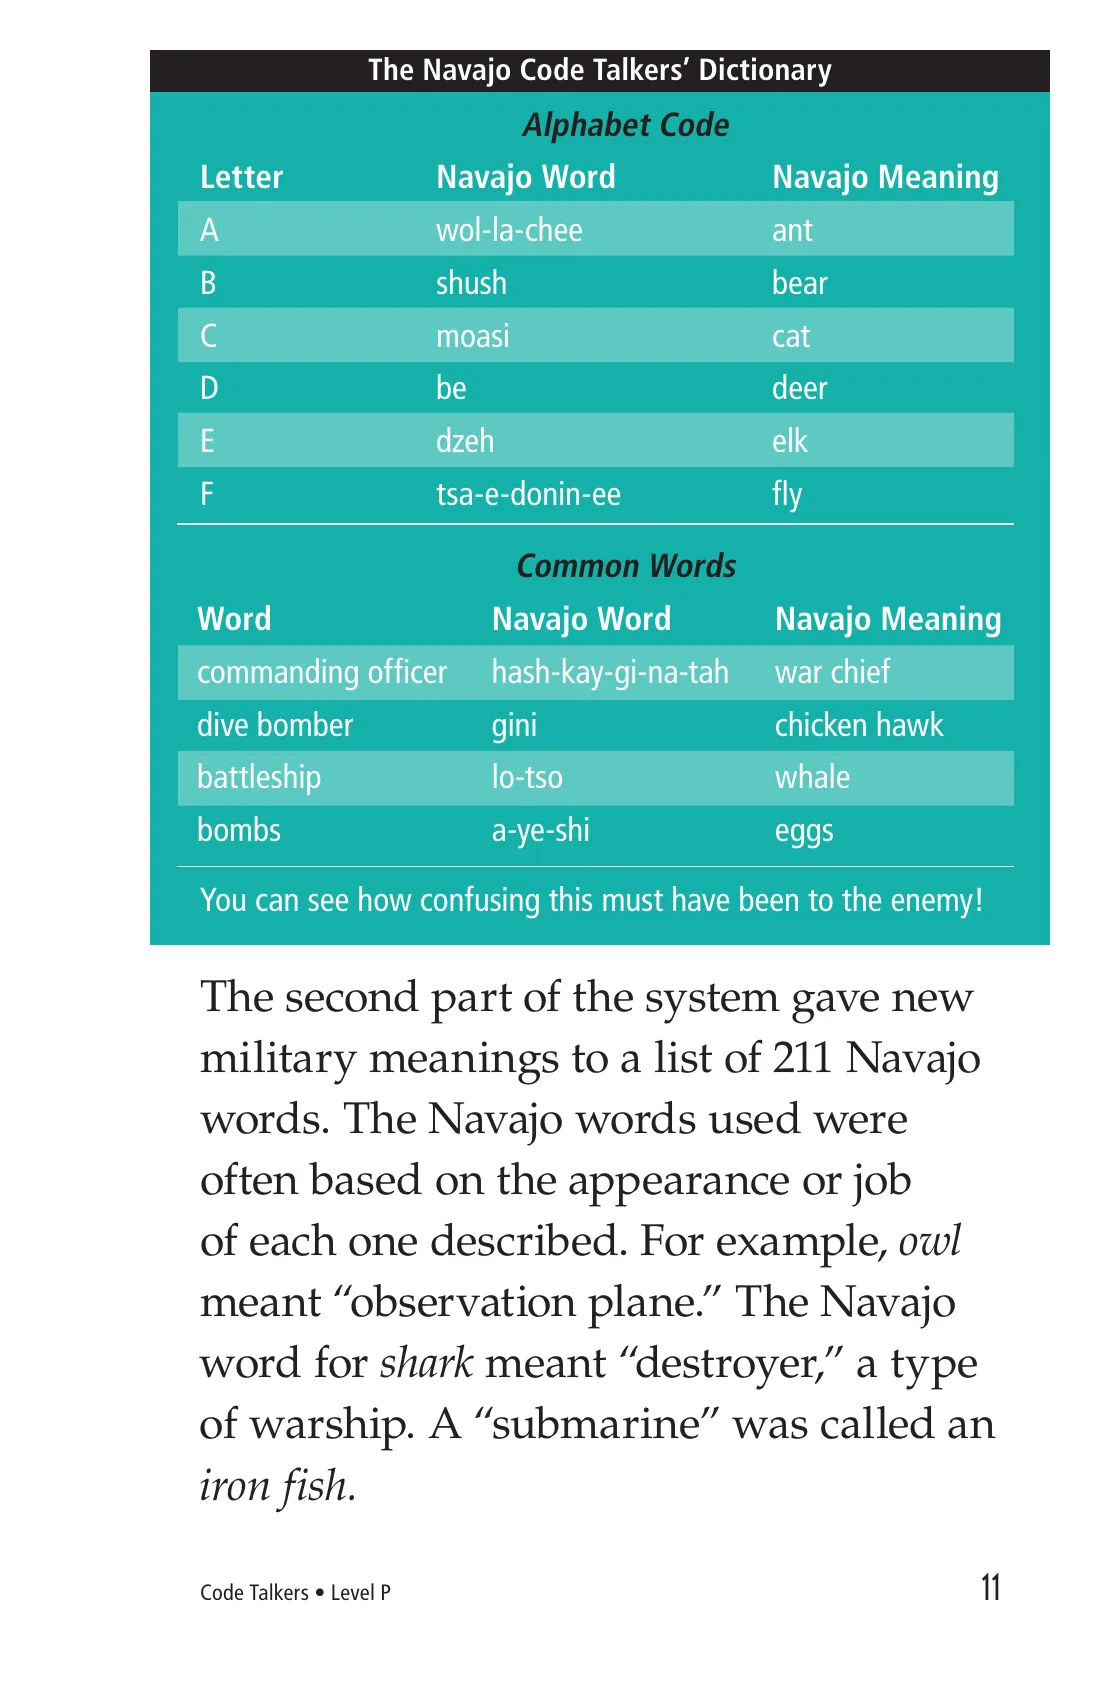 The Navajo Code Talkers’ Dictionary
Alphabet Code
Letter Navajo Word Navajo Meaning
A wol-la-chee ant
B shush bear
C moasi cat
D be deer
E dzeh elk
F tsa-e-donin-ee fly
Common Words
Word Navajo Word Navajo Meaning
commanding officer hash-kay-gi-na-tah war chief
dive bomber gini chicken hawk
battleship lo-tso whale
bombs a-ye-shi eggs
You can see how confusing this must have been to the enemy!
The second part of the system gave new
military meanings to a list of 211 Navajo
words. The Navajo words used were
often based on the appearance or job
of each one described. For example, owl
meant “observation plane.” The Navajo
word for shark meant “destroyer,” a type
of warship. A “submarine” was called an
iron fish.
Code Talkers • Level P 11